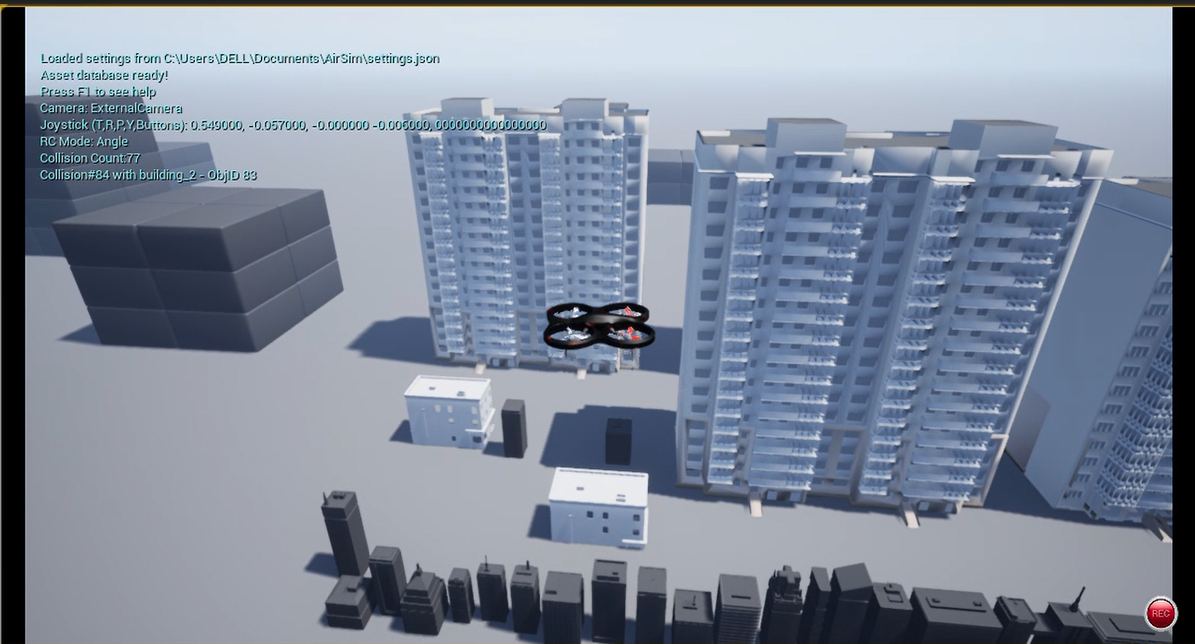 Loaded settings from C:\Users\DELL\Documents\AirSim\settings.json
Asset database ready!
Press F1 to see help
Camera: ExternalCamera
Joystick (T,R,P,Y,Buttons): 0.549000, -0.057000, -0.000000 -0.006000, 0000000000000000
RC Mode: Angle
Collision Count:77
Collision#84 with building_2 - ObjID 83
REC